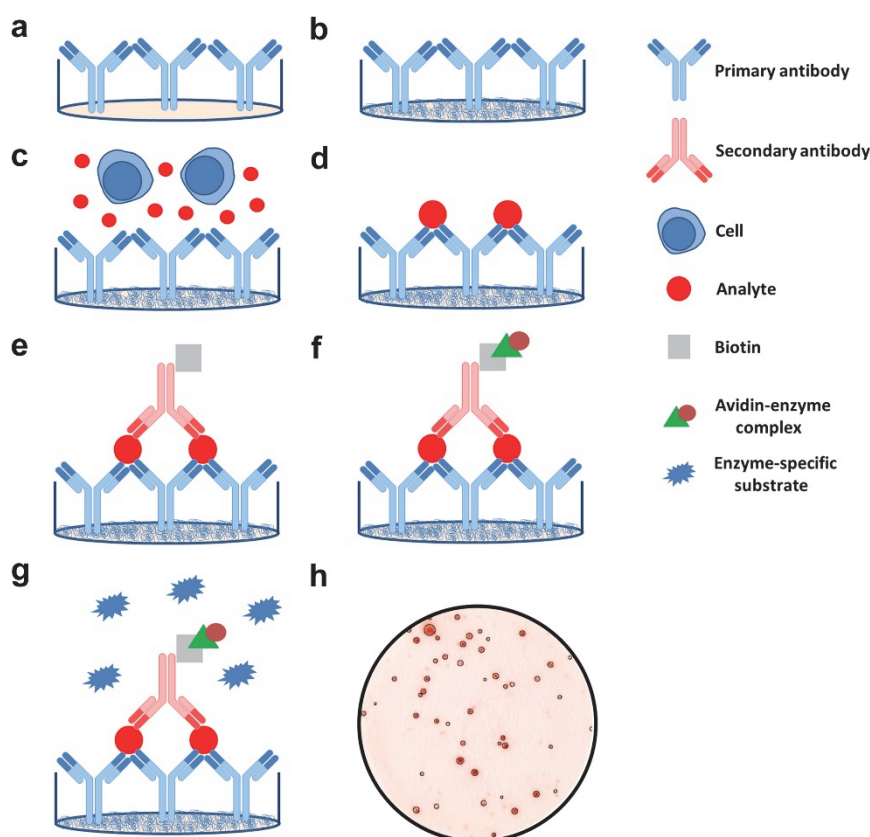 a
b
c
d
e
f
g
h
Primary antibody
Secondary antibody
Cell
Analyte
Biotin
Avidin-enzyme
complex
Enzyme-specific
substrate